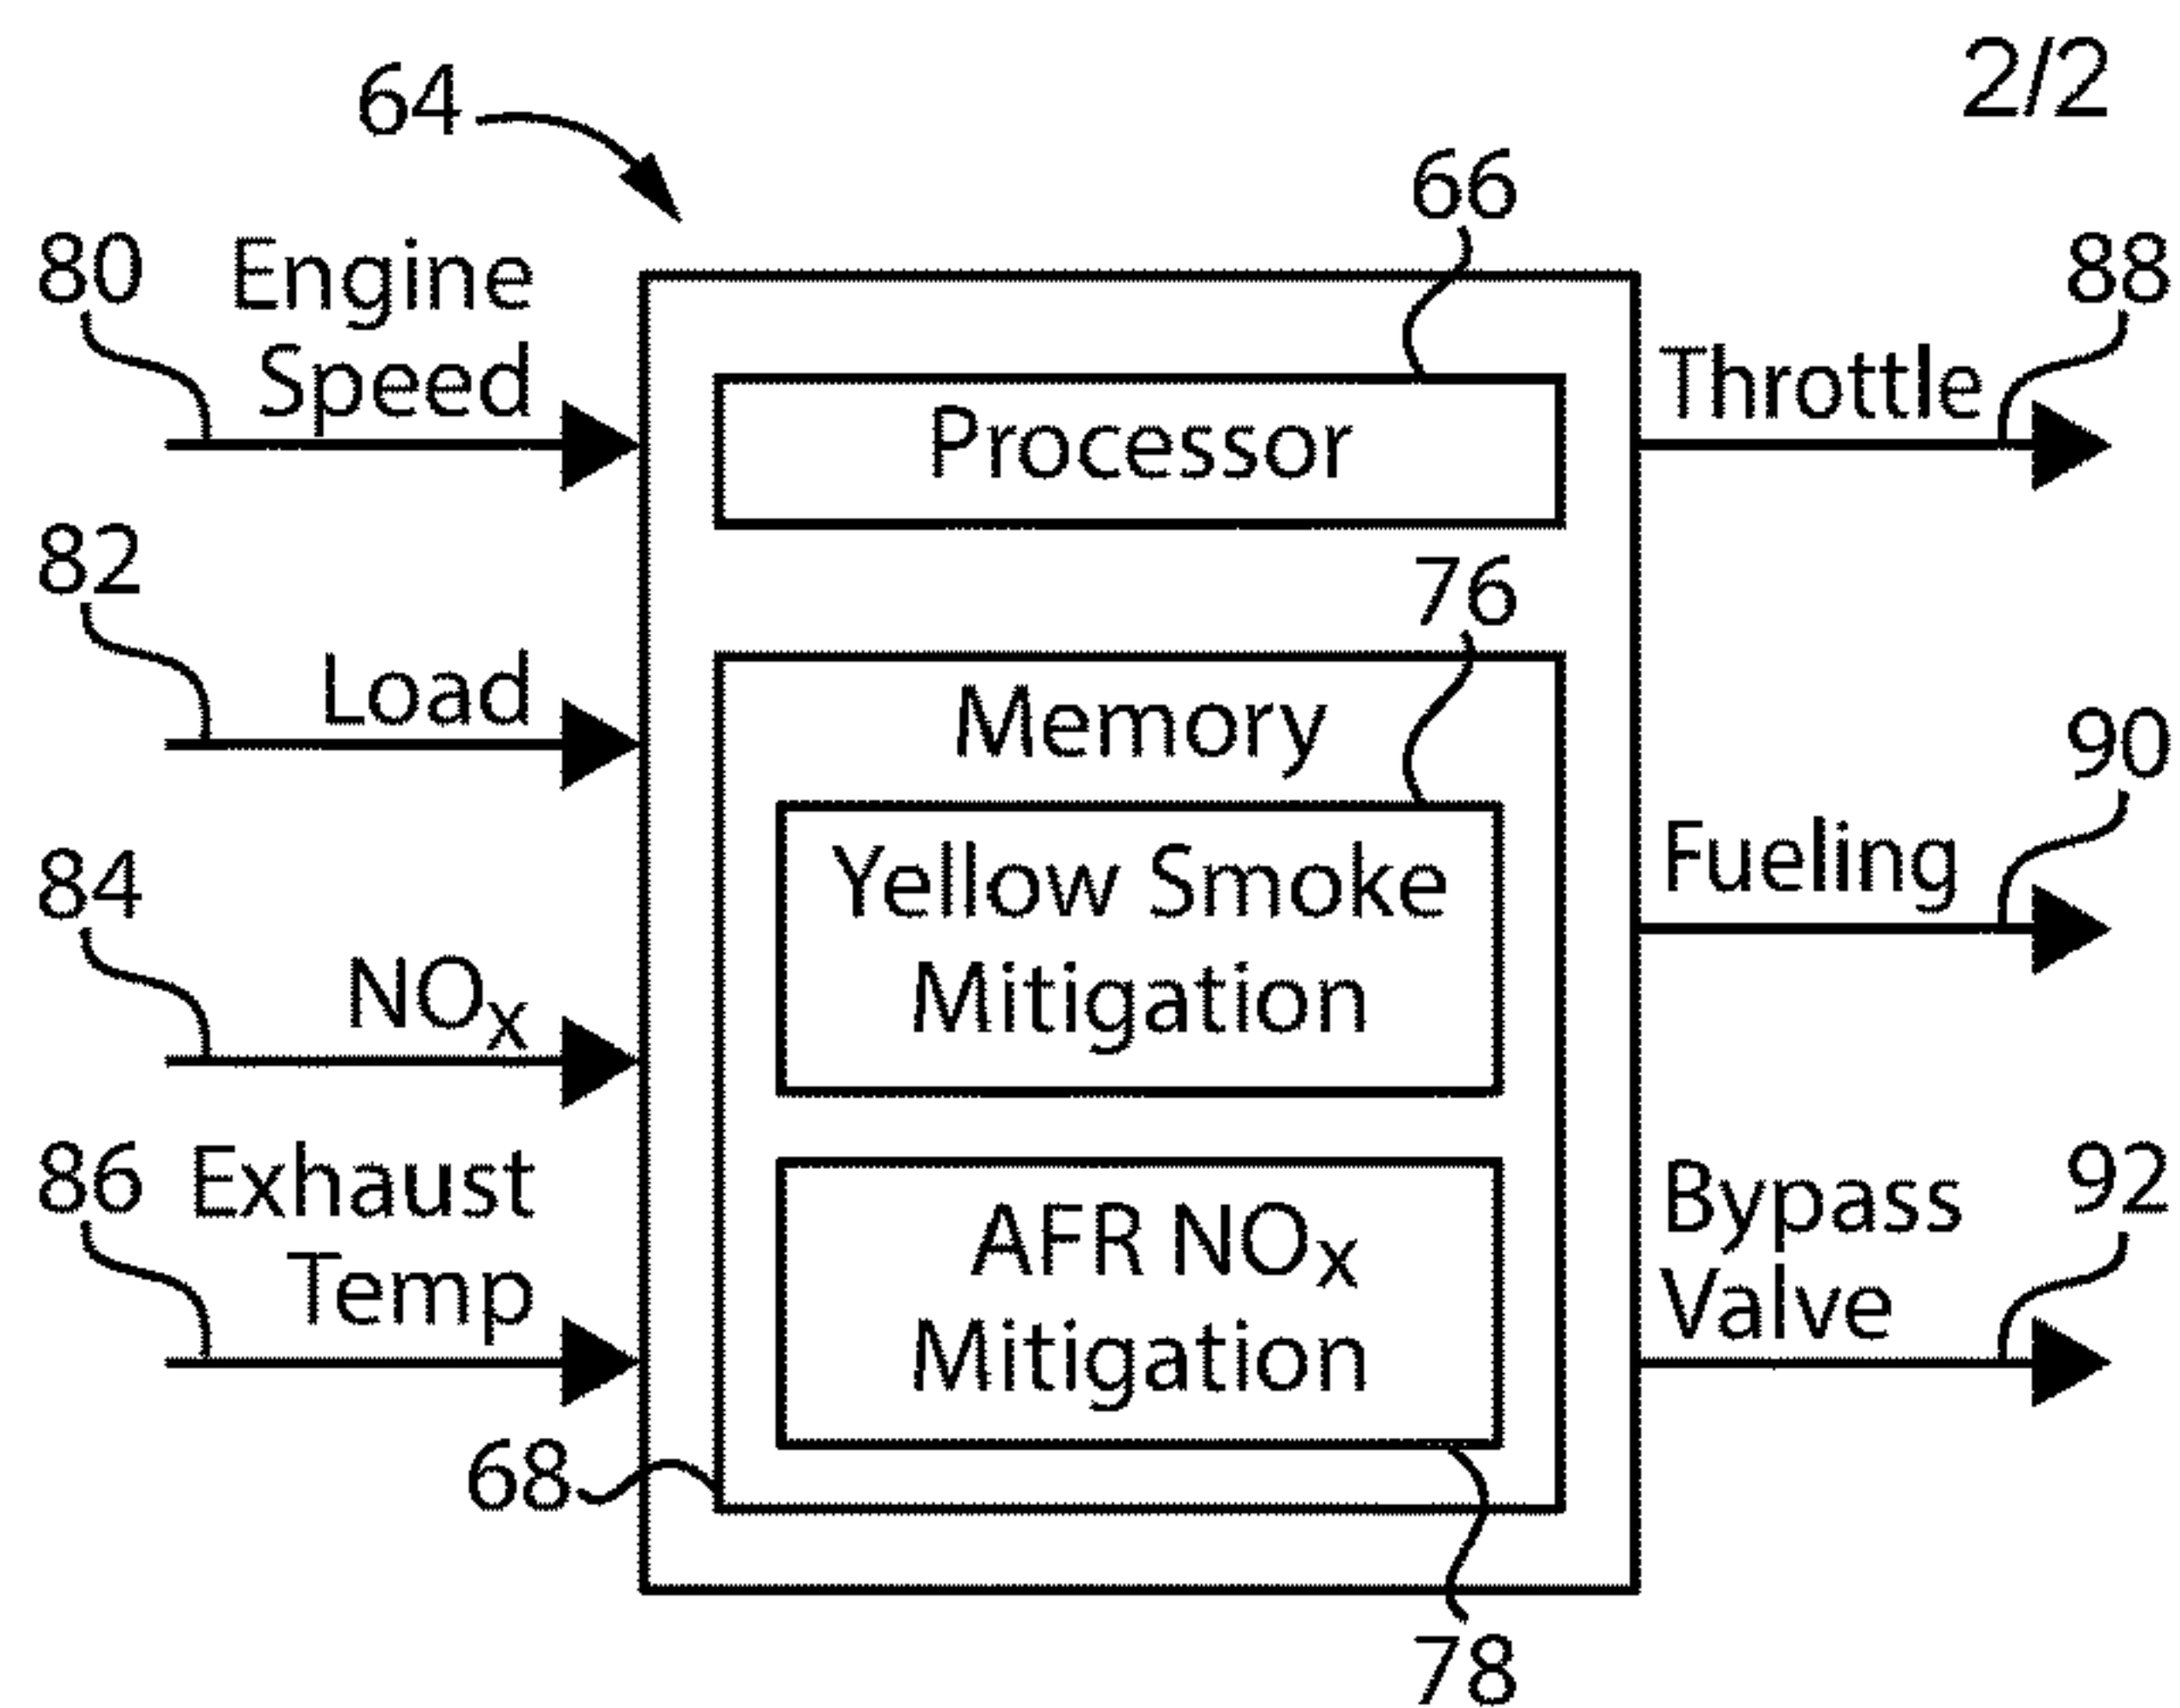 2/2
64
66
80
Engine
Speed
88
Throttle
Processor
82
Load
76
Memory
90
Fueling
Yellow Smoke
Mitigation
84
NOx
86
Exhaust
Temp
AFR NOx
Mitigation
92
Bypass
Valve
68
78